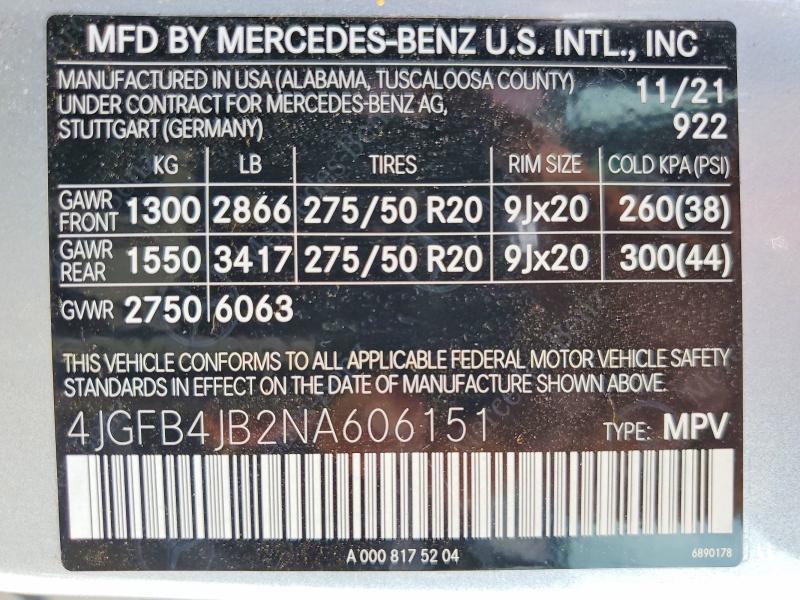 MFD BY MERCEDES-BENZ U.S. INTL., INC
MANUFACTURED IN USA (ALABAMA, TUSCALOOSA COUNTY) 11/21
UNDER CONTRACT FOR MERCEDES-BENZ AG,
STUTTGART (GERMANY) 922
KG LB TIRES RIM SIZE COLD KPA (PSI)
GAWR FRONT 1300 2866 275/50 R20 9Jx20 260(38)
GAWR REAR 1550 3417 275/50 R20 9Jx20 300(44)
GVWR 2750 6063
THIS VEHICLE CONFORMS TO ALL APPLICABLE FEDERAL MOTOR VEHICLE SAFETY
STANDARDS IN EFFECT ON THE DATE OF MANUFACTURE SHOWN ABOVE.
4JGFB4JB2NA606151 TYPE: MPV
A 000 817 52 04 6890178